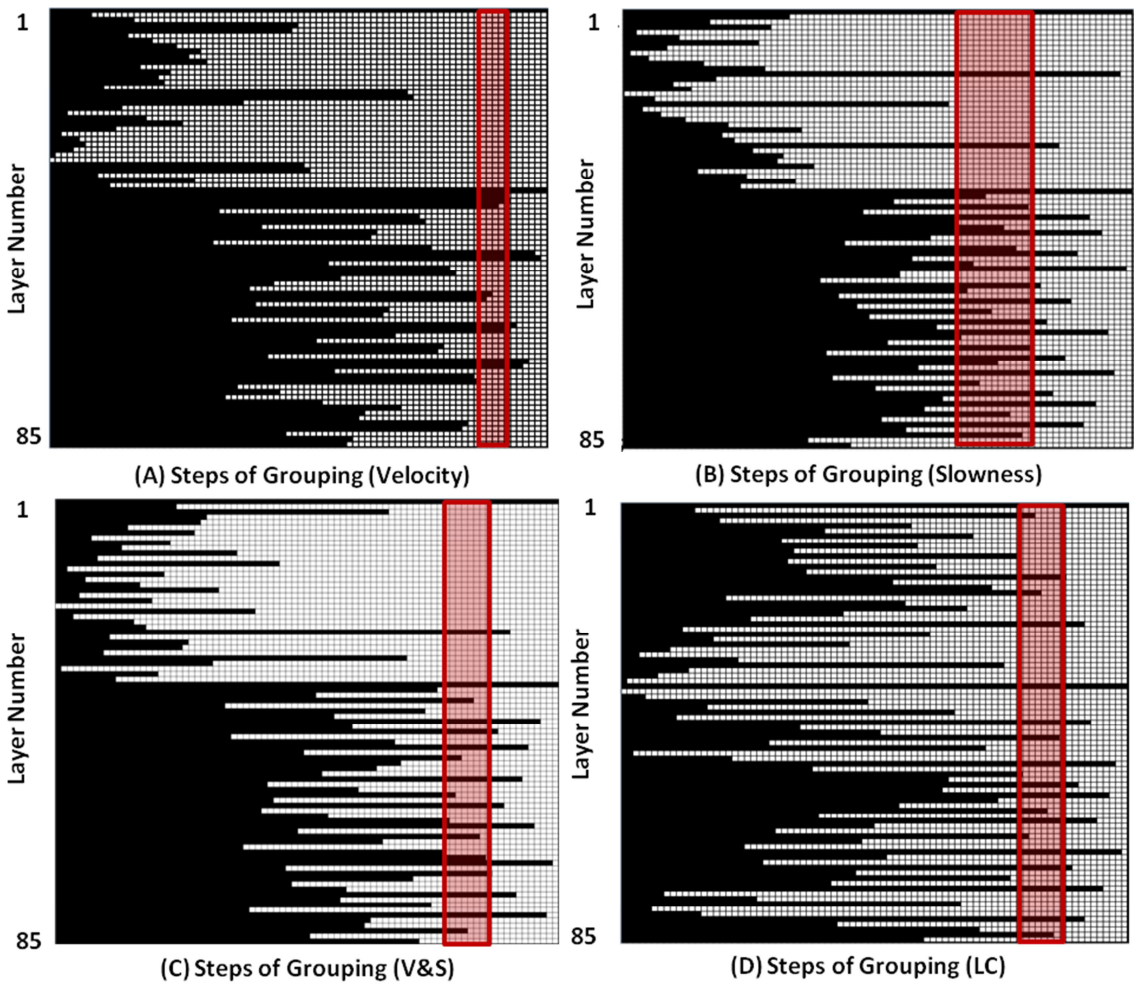 1
Layer Number
85
(A) Steps of Grouping (Velocity)
1
Layer Number
85
(B) Steps of Grouping (Slowness)
1
Layer Number
85
(C) Steps of Grouping (V&S)
1
Layer Number
85
(D) Steps of Grouping (LC)